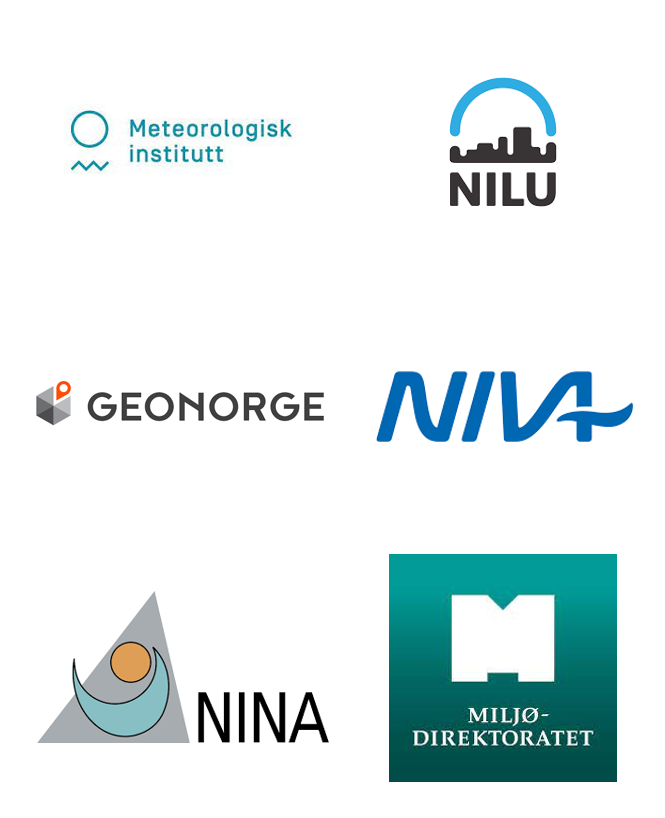 Meteorologisk
institutt
NILU
GEONORGE
NIVA
NINA
MILJØ-
DIREKTORATET